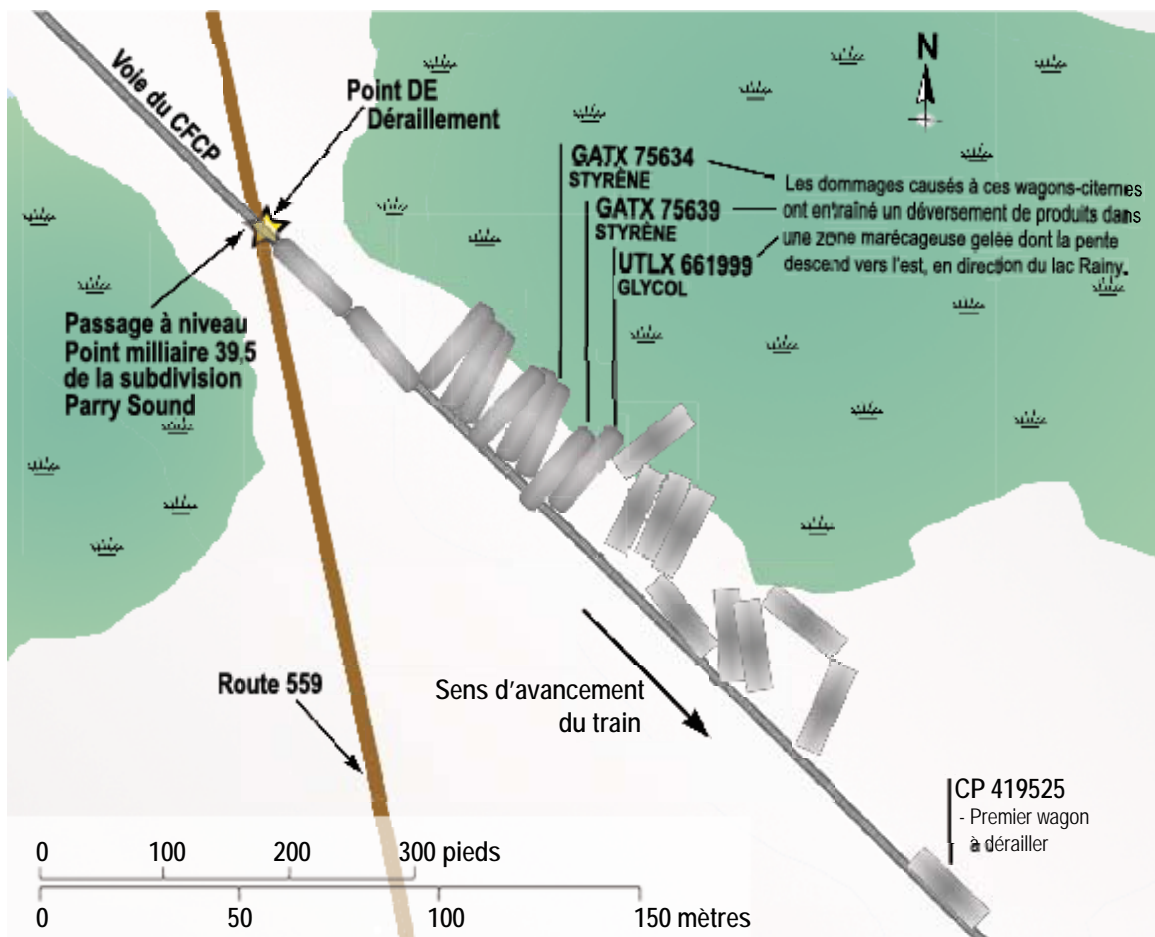 N
Voie du CFCP
Point DE
Déraillement
GATX 75634
STYRÈNE
GATX 75639
STYRÈNE
UTLX 661999
GLYCOL
Les dommages causés à ces wagons-citernes
ont entraîné un déversement de produits dans
une zone marécageuse gelée dont la pente
descend vers l'est, en direction du lac Rainy.
Passage à niveau
Point milliaire 39,5
de la subdivision
Parry Sound
Route 559
Sens d'avancement
du train
CP 419525
- Premier wagon
à dérailler
0 100 200 300 pieds
0 50 100 150 mètres